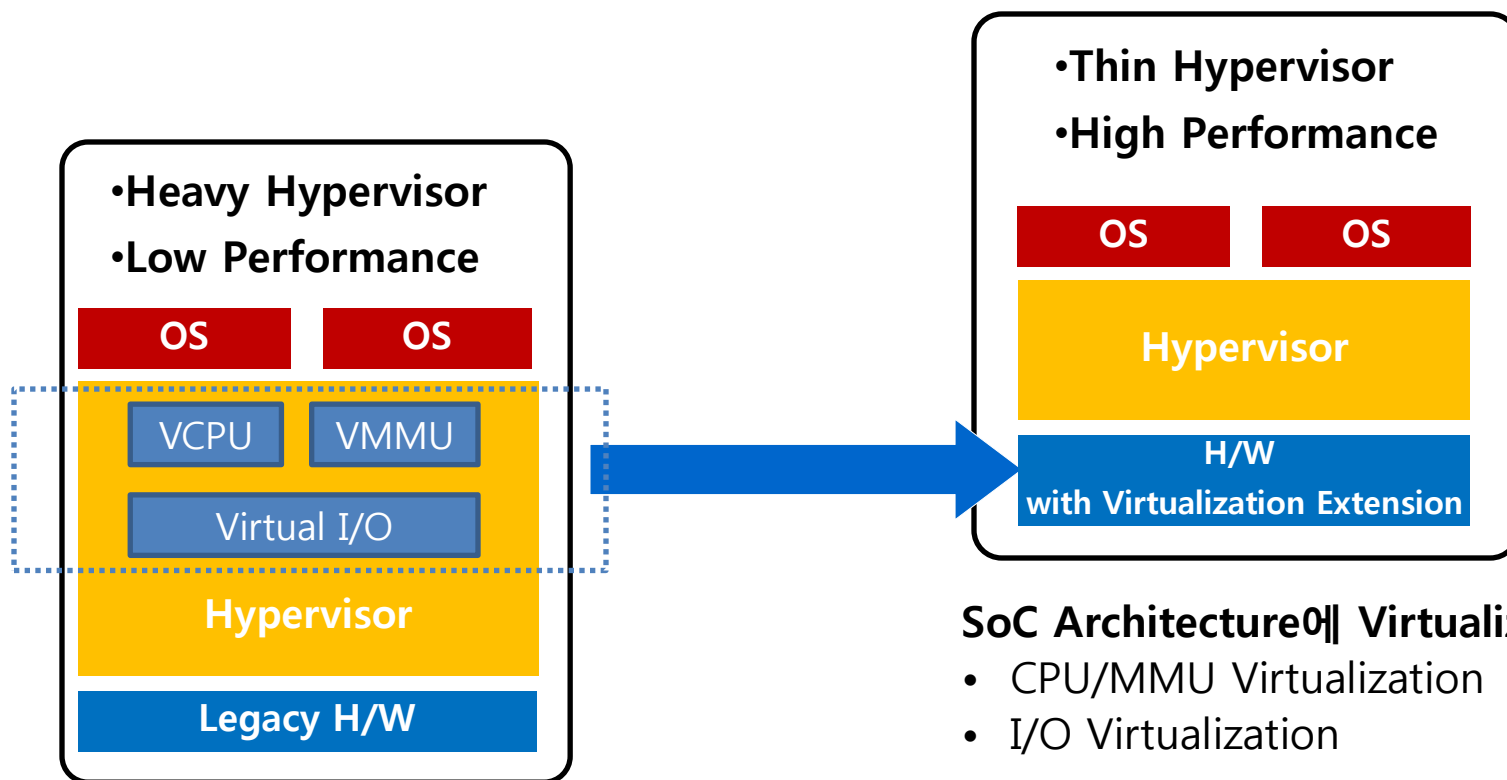 •Heavy Hypervisor
•Low Performance
OS OS
VCPU VMMU
Virtual I/O
Hypervisor
Legacy H/W
•Thin Hypervisor
•High Performance
OS OS
Hypervisor
H/W
with Virtualization Extension
SoC Architecture에
• CPU/MMU Virtualization
• I/O Virtualization